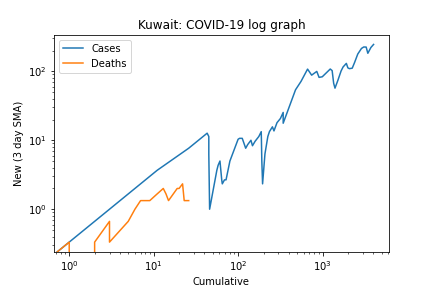 Kuwait: COVID-19 log graph
Cases
Deaths
New (3 day SMA)
10²
10¹
10⁰
10⁰ 10¹ 10² 10³
Cumulative